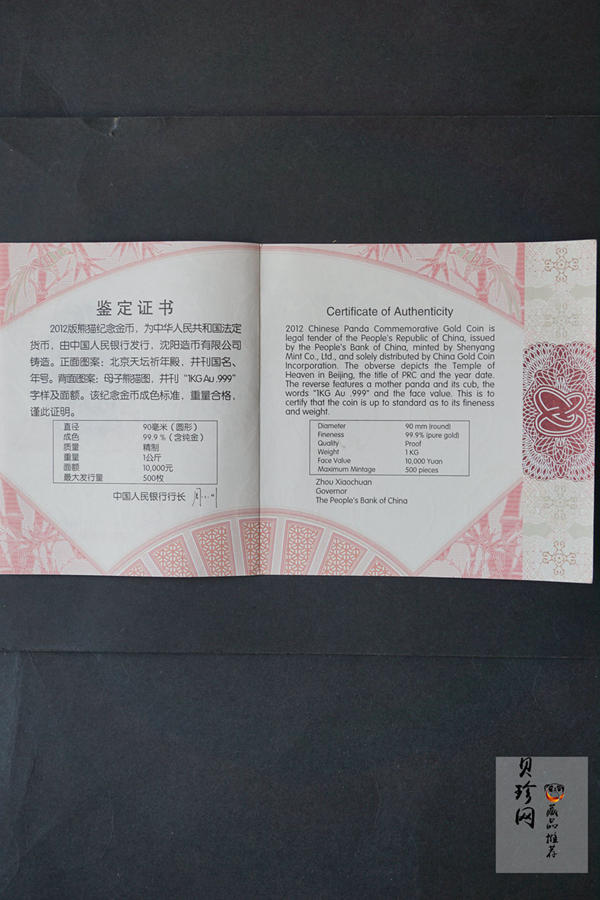 鉴定证书
2012版熊猫纪念金币，为中华人民共和国法定
货币，由中国人民银行发行，沈阳造币有限公司
铸造。正面图案：北京天坛祈年殿，并刊国名、
年号。背面图案：母子熊猫图，并刊“1KG Au .999”
字样及面额。该纪念金币成色标准，重量合格，
谨此证明。
直径 90毫米（圆形）
成色 99.9％（含纯金）
质量 精制
重量 1公斤
面额 10,000元
最大发行量 500枚
中国人民银行行长
Certificate of Authenticity
2012 Chinese Panda Commemorative Gold Coin is
legal tender of the People's Republic of China, issued
by the People's Bank of China, minted by Shenyang
Mint Co., Ltd., and solely distributed by China Gold Coin
Incorporation. The obverse depicts the Temple of
Heaven in Beijing, the title of PRC and the year date.
The reverse features a mother panda and its cub, the
words "1KG Au .999" and the face value. This is to
certify that the coin is up to standard as to its fineness
and weight.
Diameter 90 mm (round)
Fineness 99.9% (pure gold)
Quality Proof
Weight 1 KG
Face Value 10,000 Yuan
Maximum Mintage 500 pieces
Zhou Xiaochuan
Governor
The People's Bank of China
贝珍网
藏品推荐